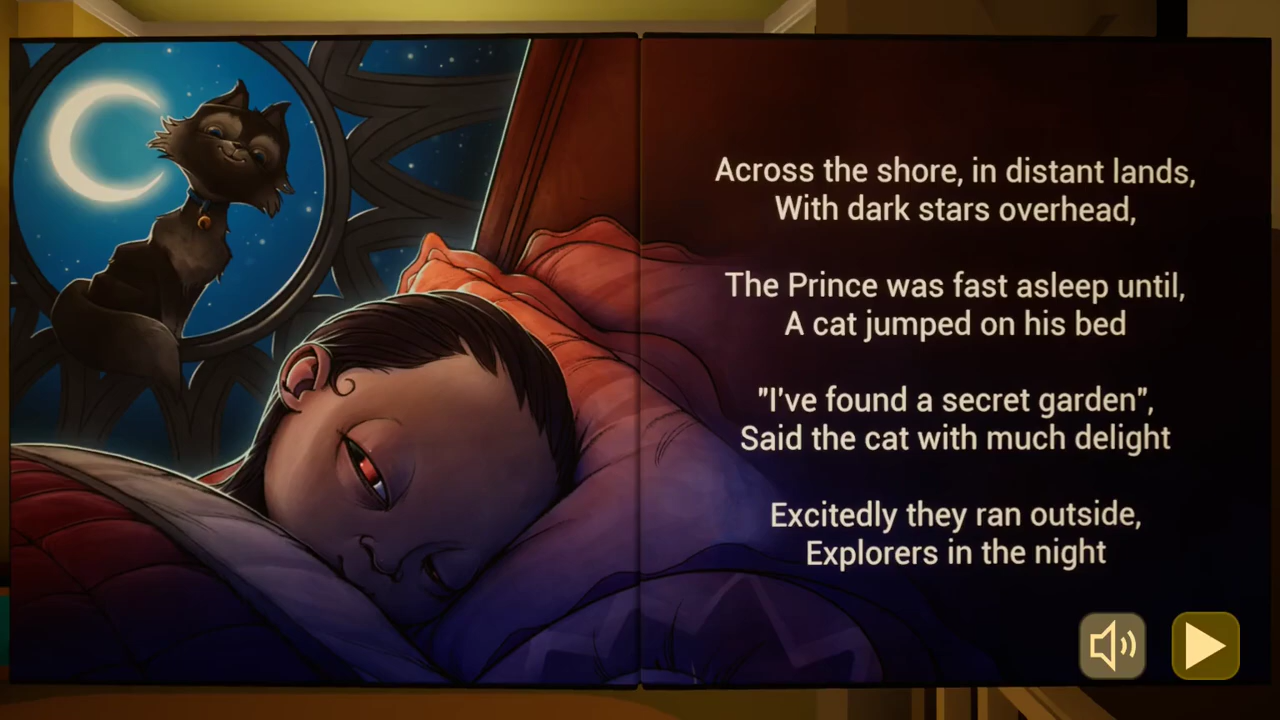 Across the shore, in distant lands,
With dark stars overhead,
The Prince was fast asleep until,
A cat jumped on his bed
"I've found a secret garden",
Said the cat with much delight
Excitedly they ran outside,
Explorers in the night